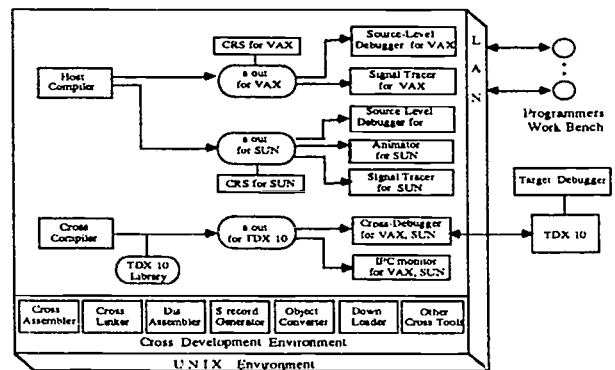 CRS for VAX
Source-Level
Debugger for VAX
Host
Compiler
a out
for VAX
Signal Tracer
for VAX
Source Level
Debugger for
a out
for SUN
Animator
for SUN
CRS for SUN
Signal Tracer
for SUN
L
A
N
Programmers
Work Bench
Target Debugger
TDX 10
Cross
Compiler
a out
for TDX 10
Cross-Debugger
for VAX, SUN
TDX 10
Library
IPC monitor
for VAX, SUN
Cross
Assembler
Cross
Linker
Dis
Assembler
S record
Generator
Object
Converter
Down
Loader
Other
Cross Tools
Cross Development Environment
UNIX Environment